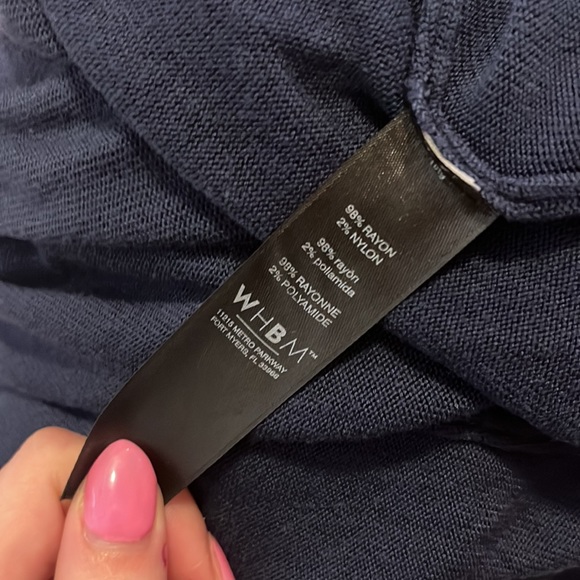 98% RAYON
2% NYLON
98% rayón
2% poliamida
98% RAYONNE
2% POLYAMIDE
WHBM™
11215 METRO PARKWAY
FORT MYERS, FL 33966